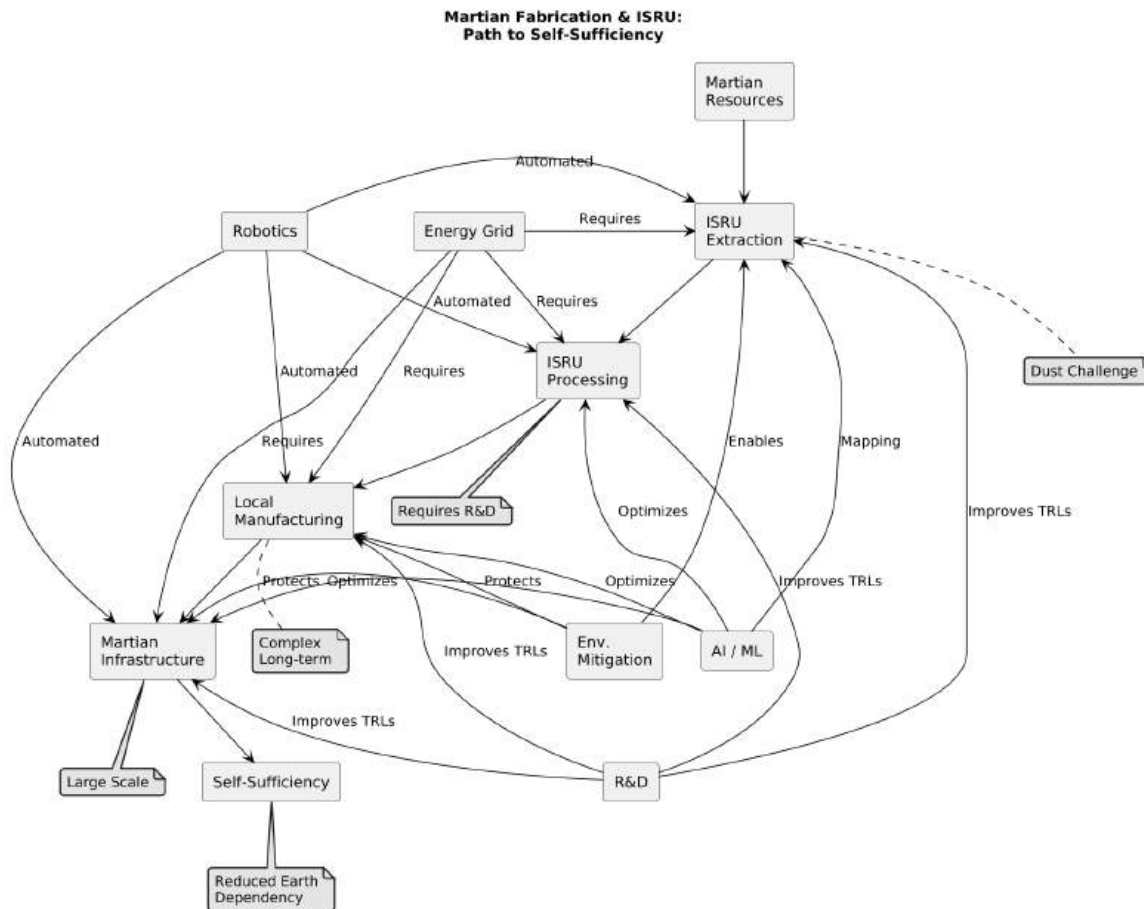 Martian Fabrication & ISRU:
Path to Self-Sufficiency
Martian
Resources
Automated
Robotics
Energy Grid
Requires
ISRU
Extraction
Automated
Requires
ISRU
Processing
Dust Challenge
Automated
Requires
Automated
Requires
Enables
Mapping
Local
Manufacturing
Requires R&D
Optimizes
Improves TRLs
Protects
Optimizes
Protects
Optimizes
Improves TRLs
Martian
Infrastructure
Complex
Long-term
Improves TRLs
Env.
Mitigation
AI / ML
Improves TRLs
Large Scale
Self-Sufficiency
R&D
Reduced Earth
Dependency